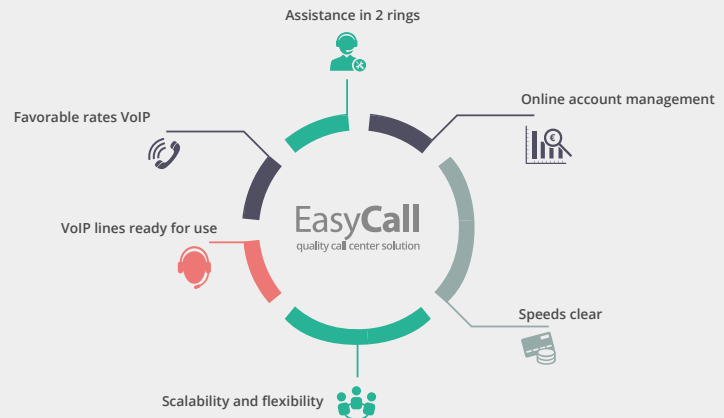 Assistance in 2 rings
Online account management
Favorable rates VoIP
€
EasyCall
quality call center solution
VoIP lines ready for use
Speeds clear
Scalability and flexibility